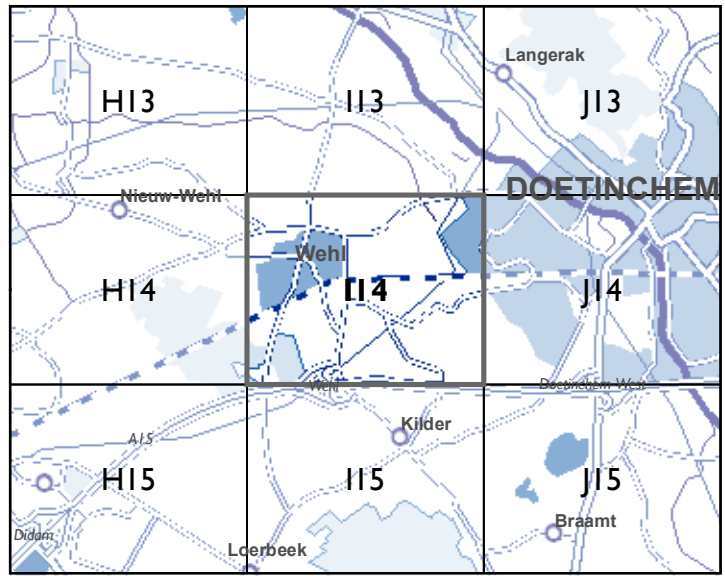 Langerak
H13
I13
J13
Nieuw-Wehl
DOETINCHEM
Wehl
H14
I14
J14
Wehl
Doetinchem West
Kilder
A15
H15
I15
J15
Didam
Braamt
Loerbeek